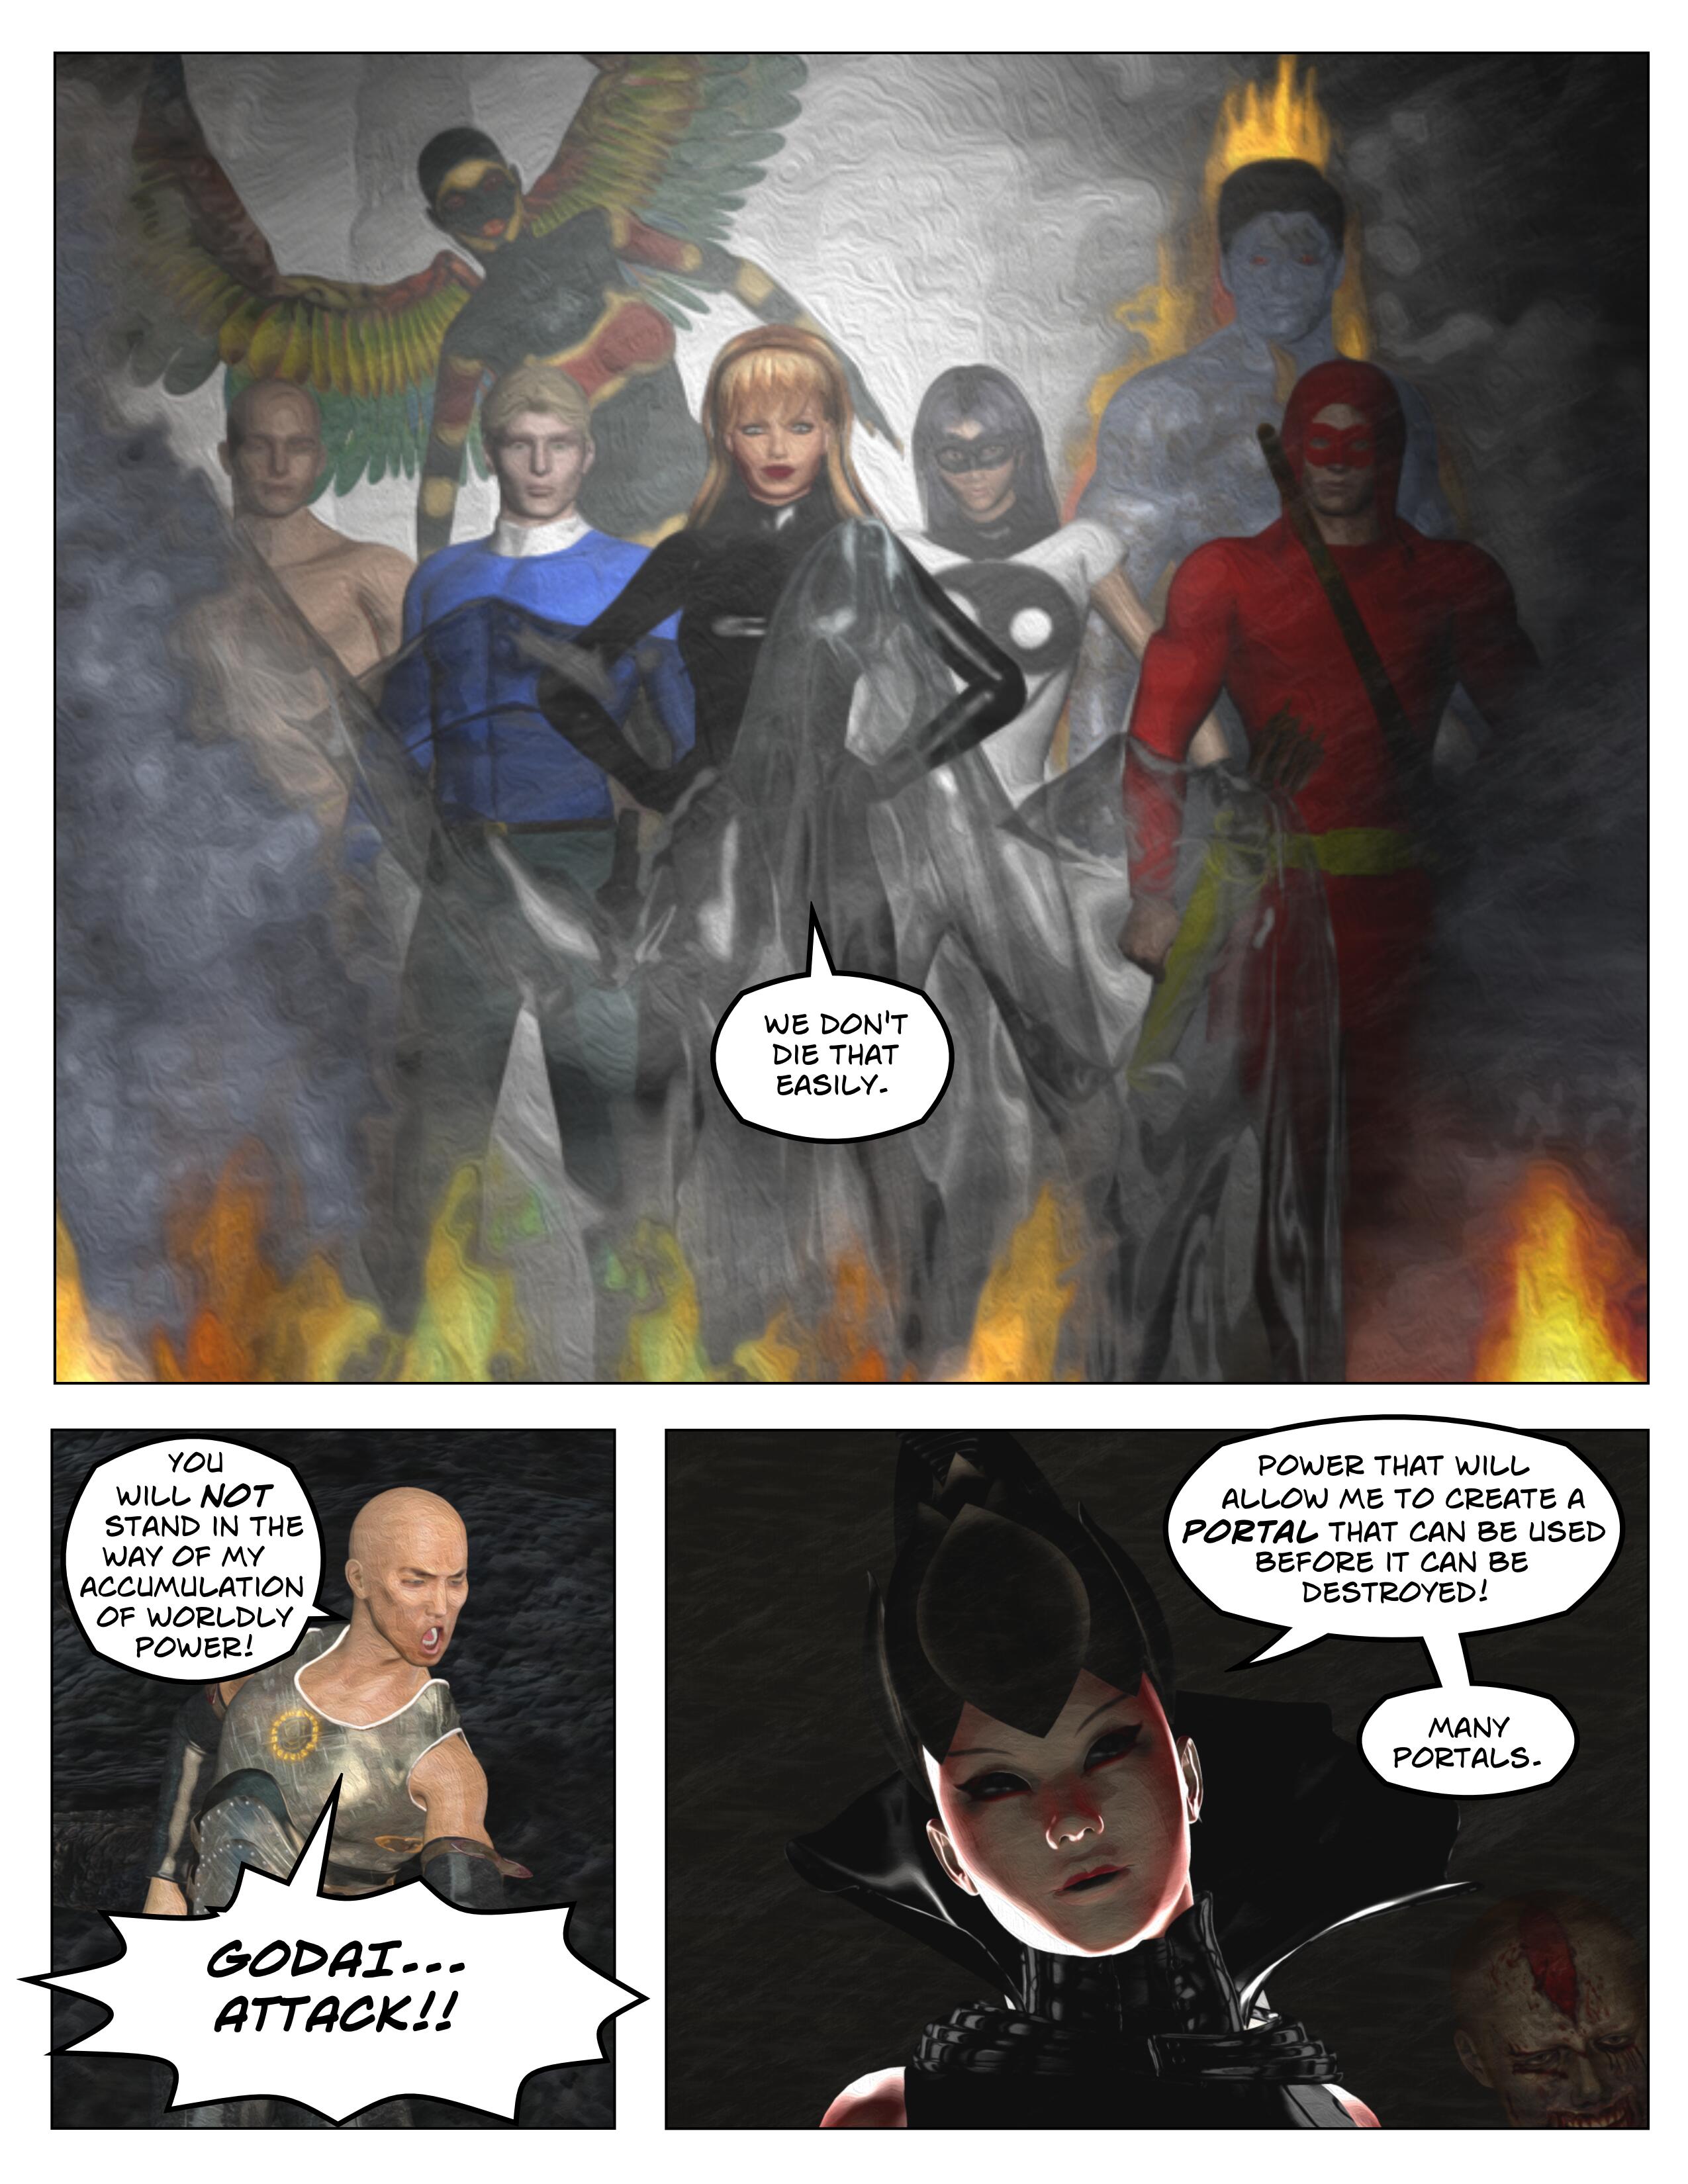 WE DON'T
DIE THAT
EASILY.
YOU
WILL NOT
STAND IN THE
WAY OF MY
ACCUMULATION
OF WORLDLY
POWER!
GODAI...
ATTACK!!
POWER THAT WILL
ALLOW ME TO CREATE A
PORTAL THAT CAN BE USED
BEFORE IT CAN BE
DESTROYED!
MANY
PORTALS.